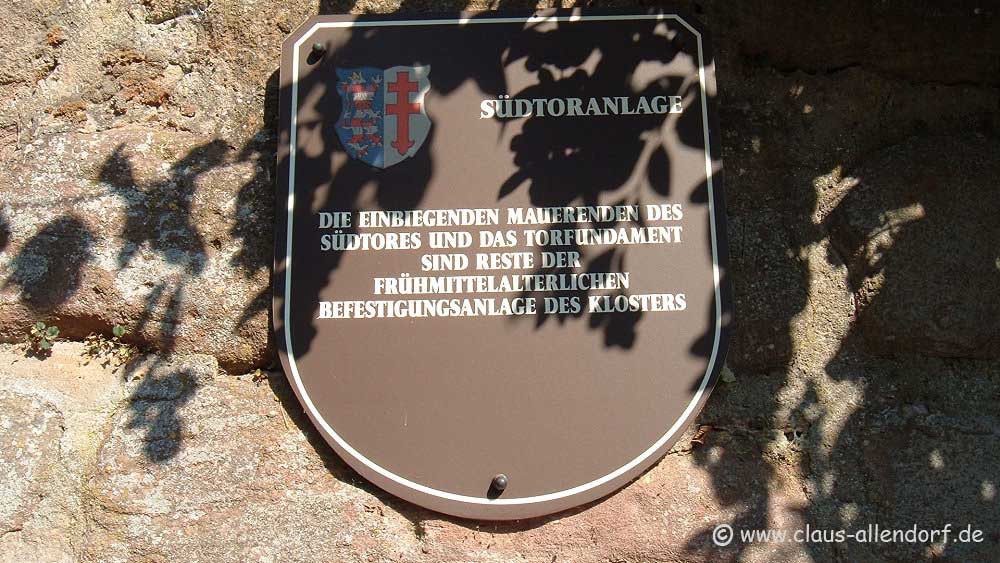 SÜDTORANLAGE
DIE EINBIEGENDEN MAUERENDEN DES
SÜDTORES UND DAS TORFUNDAMENT
SIND RESTE DER
FRÜHMITTELALTERLICHEN
BEFESTIGUNGSANLAGE DES KLOSTERS
© www.claus-allendorf.de